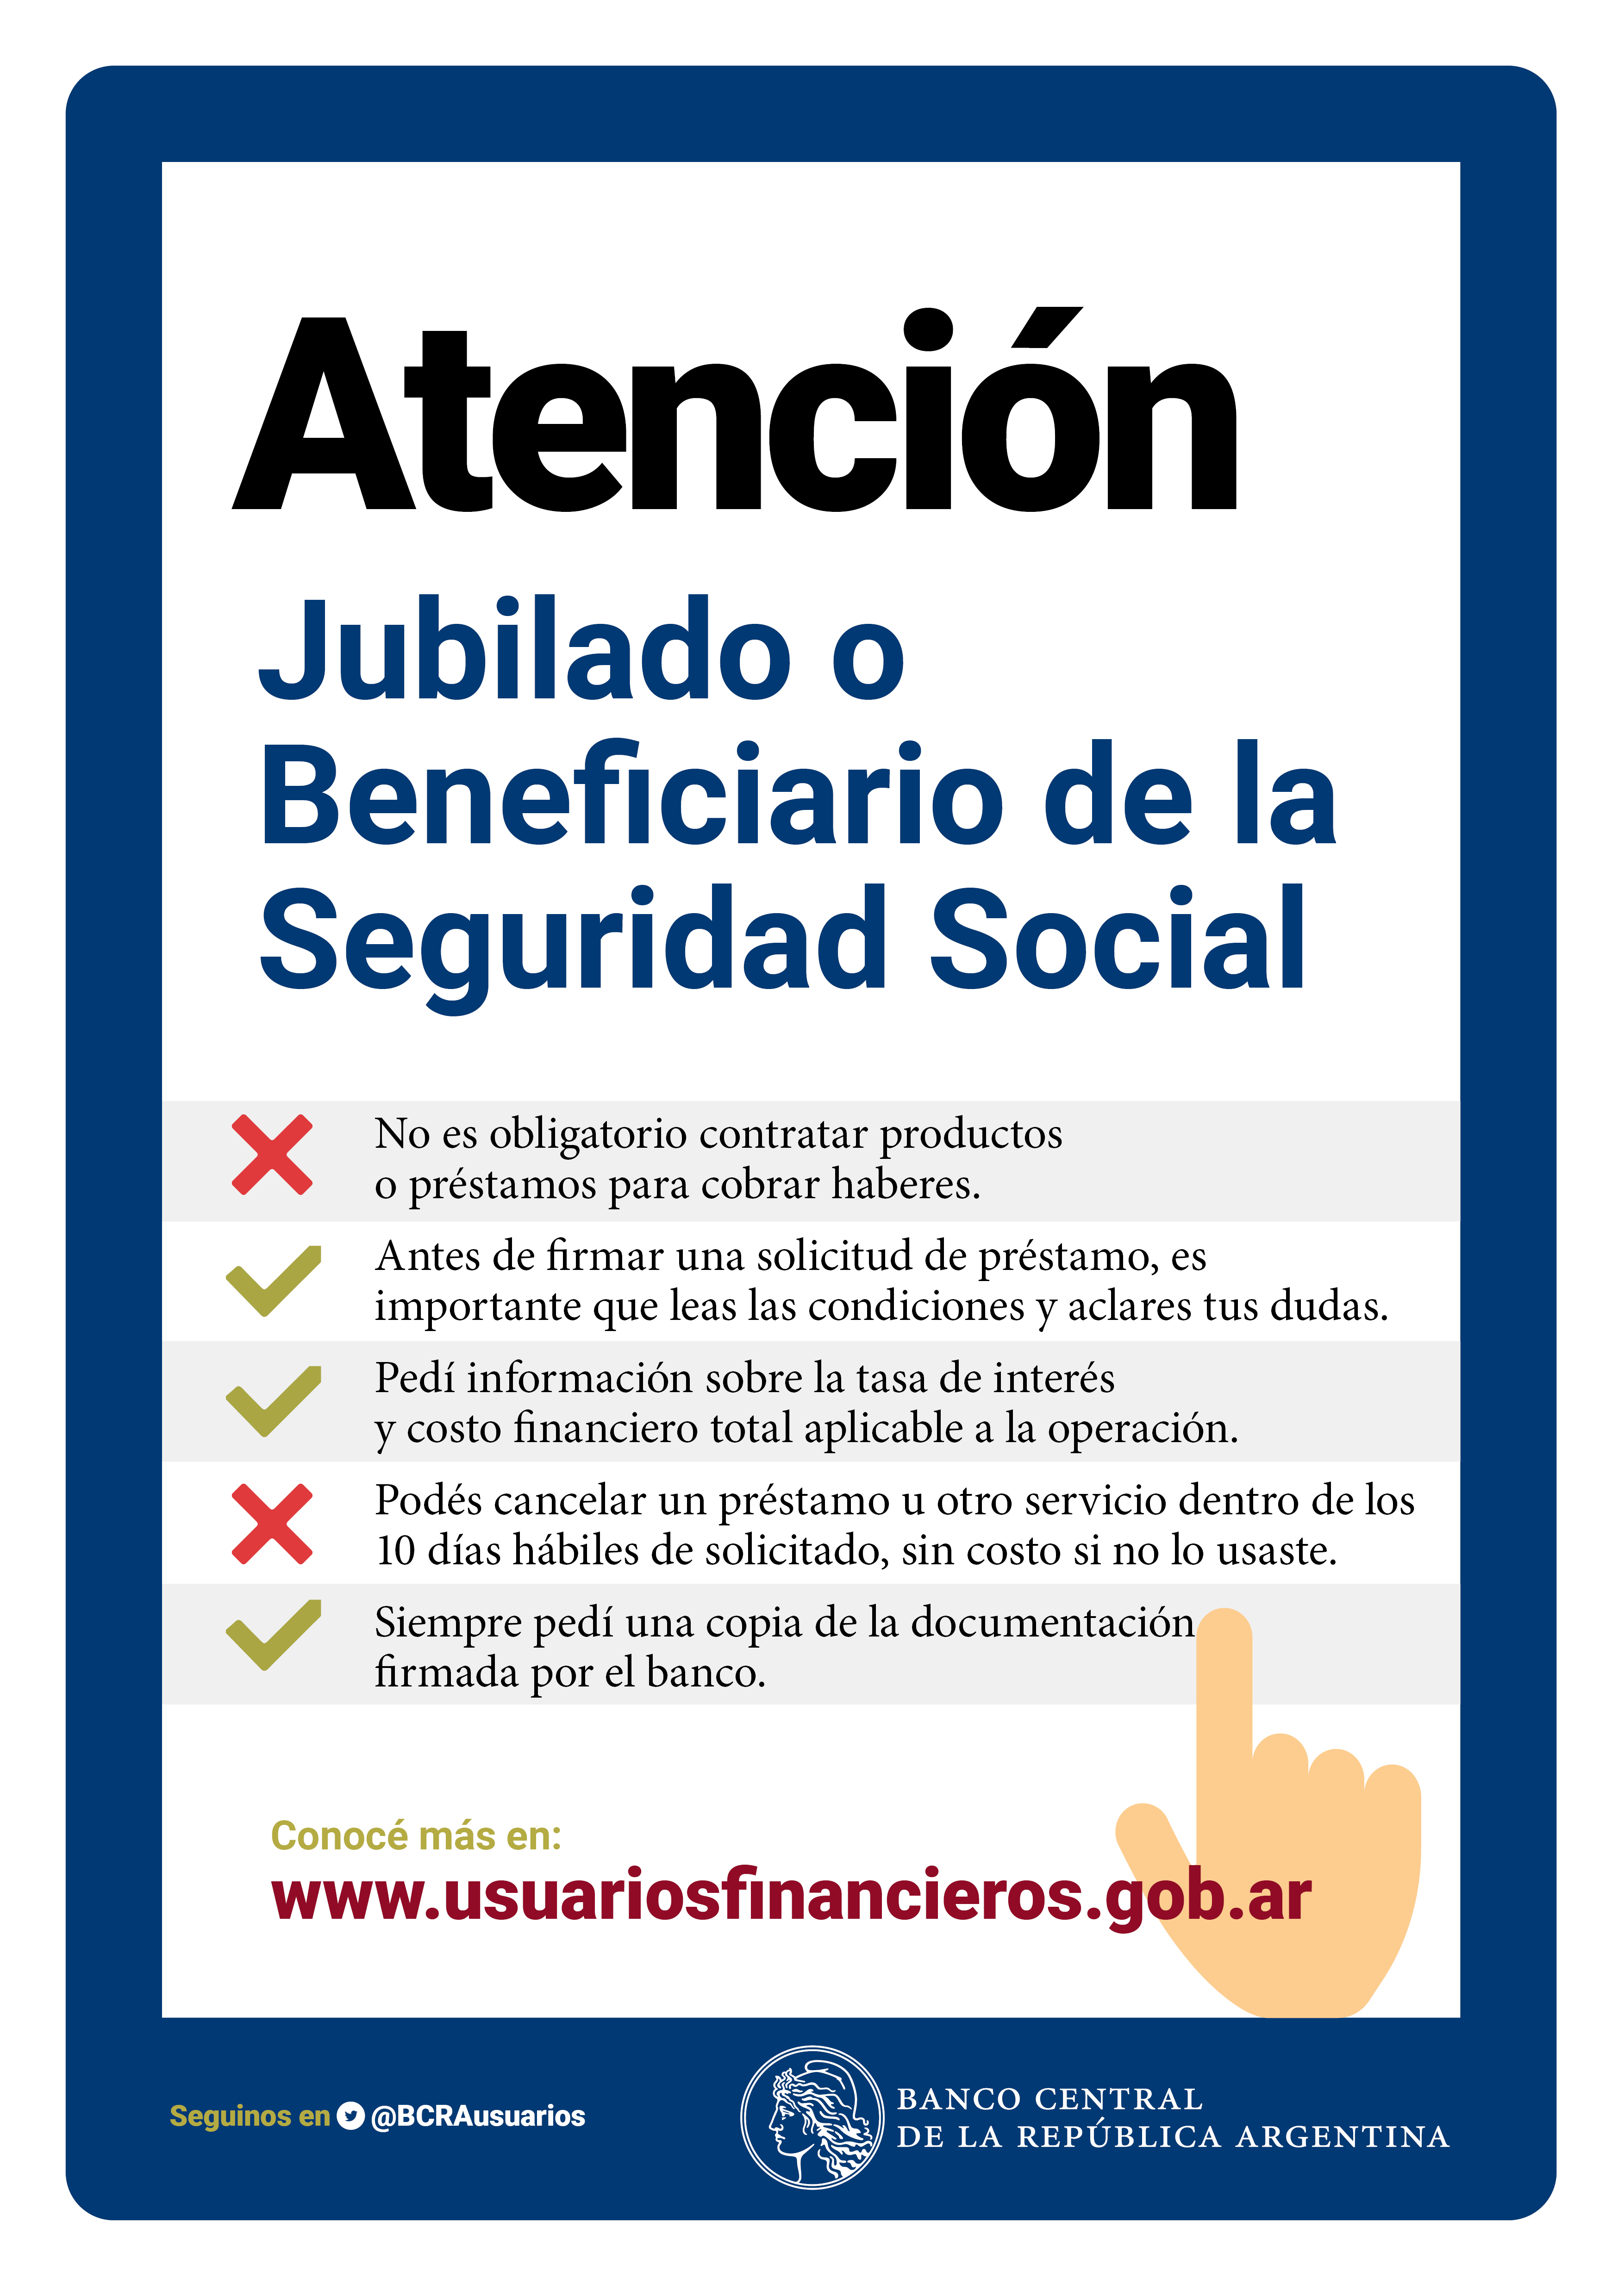 Atención
Jubilado o
Beneficiario de la
Seguridad Social
No es obligatorio contratar productos
o préstamos para cobrar haberes.
Antes de firmar una solicitud de préstamo, es
importante que leas las condiciones y aclares tus dudas.
Pedí información sobre la tasa de interés
y costo financiero total aplicable a la operación.
Podés cancelar un préstamo u otro servicio dentro de los
10 días hábiles de solicitado, sin costo si no lo usaste.
Siempre pedí una copia de la documentación
firmada por el banco.
Conocé más en:
www.usuariosfinancieros.gob.ar
Seguinos en @BCRAusuarios
BANCO CENTRAL
DE LA REPÚBLICA ARGENTINA